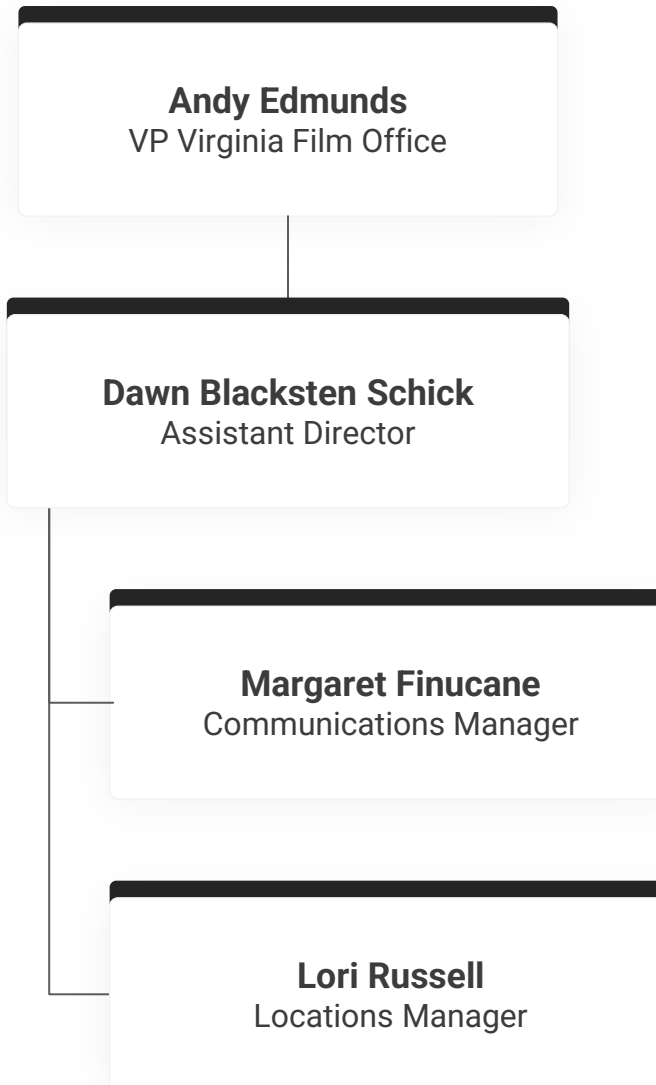 Andy Edmunds
VP Virginia Film Office
Dawn Blacksten Schick
Assistant Director
Margaret Finucane
Communications Manager
Lori Russell
Locations Manager